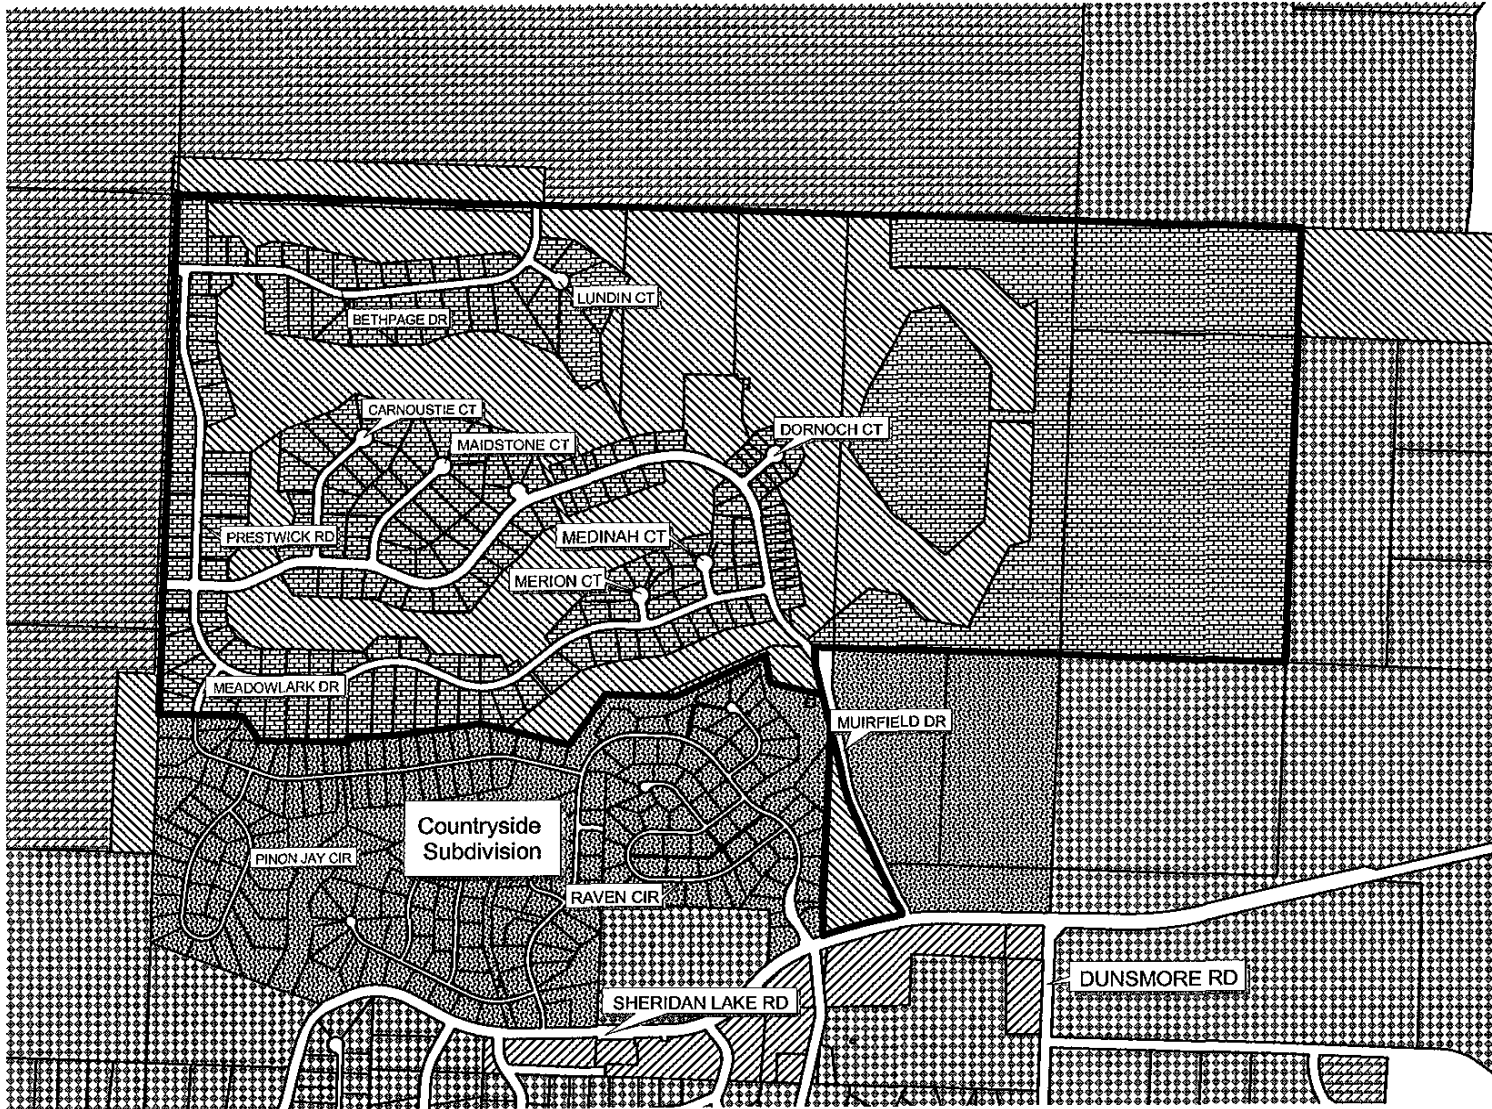 LUNDIN CT
BETHPAGE DR
CARNOUSTIE CT
MAIDSTONE CT
DORNOCH CT
PRESTWICK RD
MEDINAH CT
MERION CT
MEADOWLARK DR
MUIRFIELD DR
Countryside
Subdivision
PINON JAY CIR
RAVEN CIR
DUNSMORE RD
SHERIDAN LAKE RD